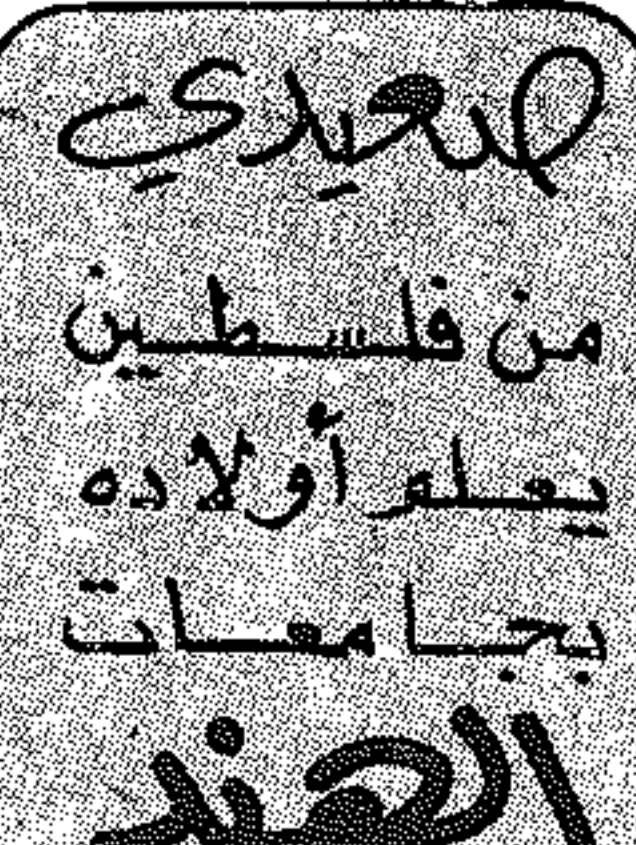 صعيدي
من فلسطين
يعلم أولاده
بجامعات
الهند